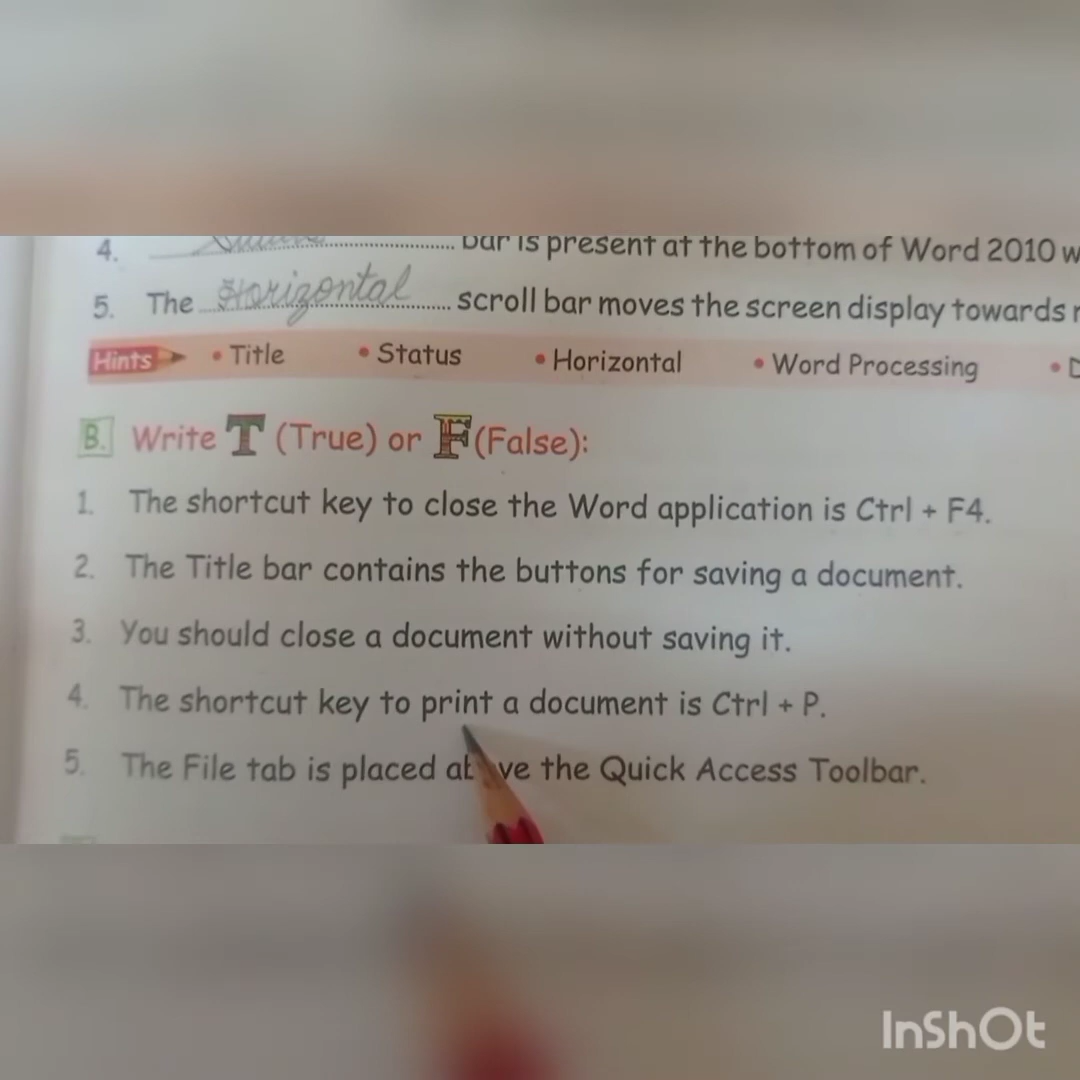 4. bar is present at the bottom of Word 2010 w
5. The Horizontal scroll bar moves the screen display towards r
Hints • Title • Status • Horizontal • Word Processing • D
B. Write T (True) or F (False):
1. The shortcut key to close the Word application is Ctrl + F4.
2. The Title bar contains the buttons for saving a document.
3. You should close a document without saving it.
4. The shortcut key to print a document is Ctrl + P.
5. The File tab is placed above the Quick Access Toolbar.
InShOt